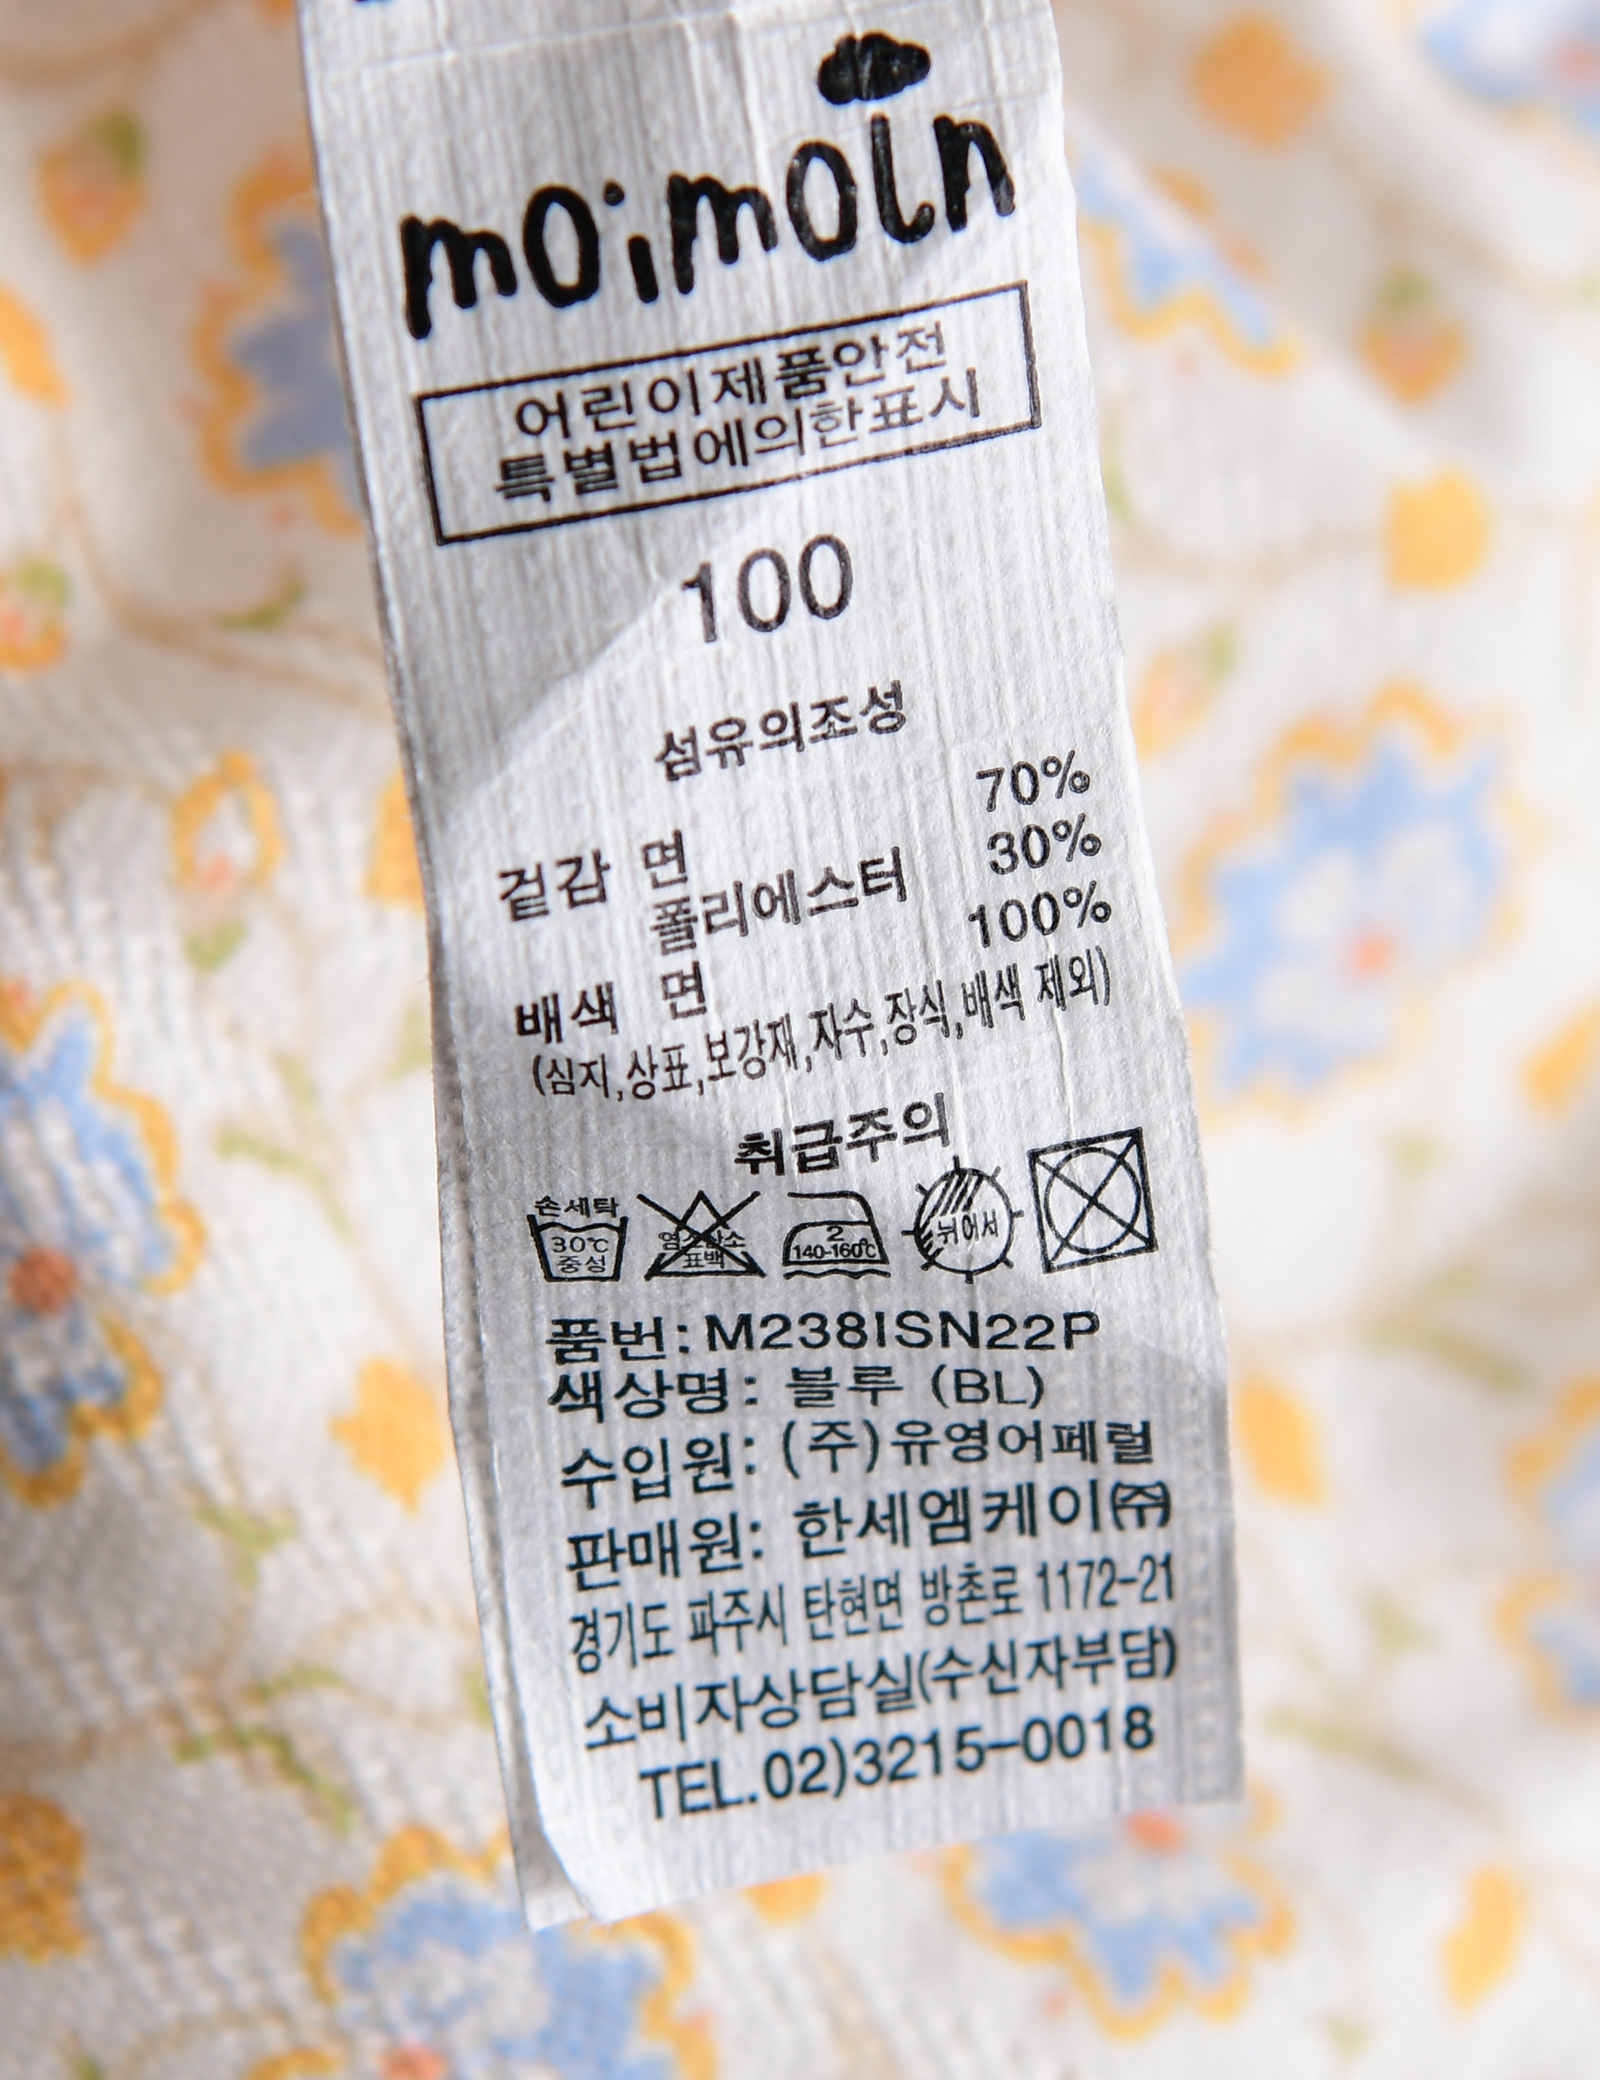 moimoln
어린이제품안전
특별법에의한표시
100
섬유의조성
겉감 면 70%
폴리에스터 30%
배색 면 100%
(심지,상표,보강재,자수,장식,배색 제외)
취급주의
손세탁
30℃
중성
염소산소
표백
2
140-160℃
뉘어서
품번: M238ISN22P
색상명: 블루 (BL)
수입원: (주)유영어페럴
판매원: 한세엠케이㈜
경기도 파주시 탄현면 방촌로 1172-21
소비자상담실(수신자부담)
TEL.02)3215-0018